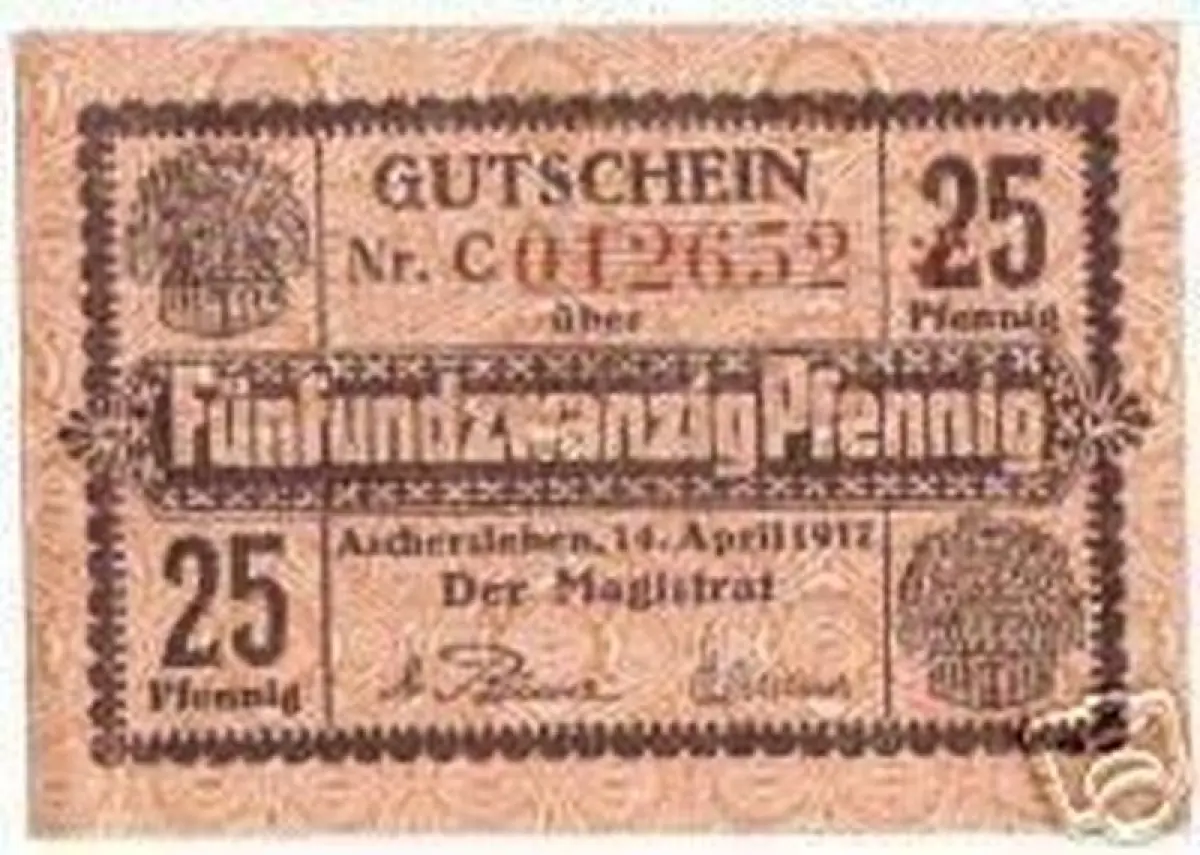 GUTSCHEIN
25
Nr. C 012652
über
Pfennig
Fünfundzwanzig Pfennig
25
Aschersleben, 14. April 1917
Der Magistrat
Pfennig